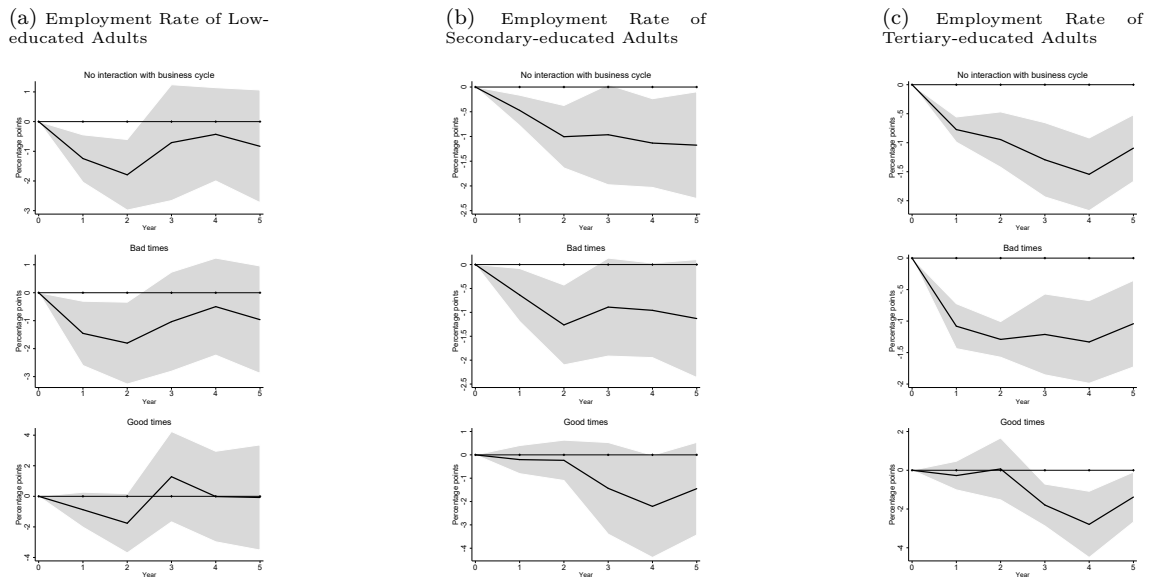 (a) Employment Rate of Low-
educated Adults
No interaction with business cycle
Percentage points
1
0
-1
-2
-3
0 1 2 3 4 5
Year
Bad times
Percentage points
1
0
-1
-2
-3
0 1 2 3 4 5
Year
Good times
Percentage points
4
2
0
-2
-4
0 1 2 3 4 5
Year
(b) Employment Rate of
Secondary-educated Adults
No interaction with business cycle
Percentage points
0
-.5
-1
-1.5
-2
-2.5
0 1 2 3 4 5
Year
Bad times
Percentage points
0
-.5
-1
-1.5
-2
-2.5
0 1 2 3 4 5
Year
Good times
Percentage points
1
0
-1
-2
-3
-4
0 1 2 3 4 5
Year
(c) Employment Rate of
Tertiary-educated Adults
No interaction with business cycle
Percentage points
0
-.5
-1
-1.5
-2
0 1 2 3 4 5
Year
Bad times
Percentage points
0
-.5
-1
-1.5
-2
0 1 2 3 4 5
Year
Good times
Percentage points
2
0
-2
-4
0 1 2 3 4 5
Year